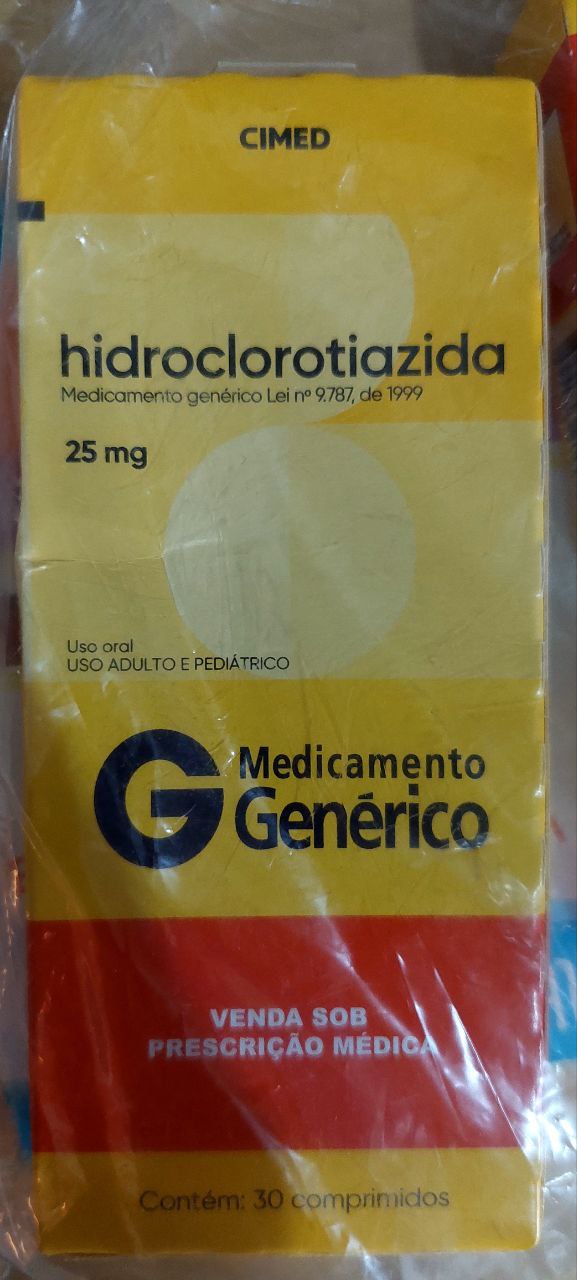 CIMED
hidroclorotiazida
Medicamento genérico Lei nº 9.787, de 1999
25 mg
Uso oral
USO ADULTO E PEDIÁTRICO
G Medicamento
Genérico
VENDA SOB
PRESCRIÇÃO MÉDICA
Contém: 30 comprimidos